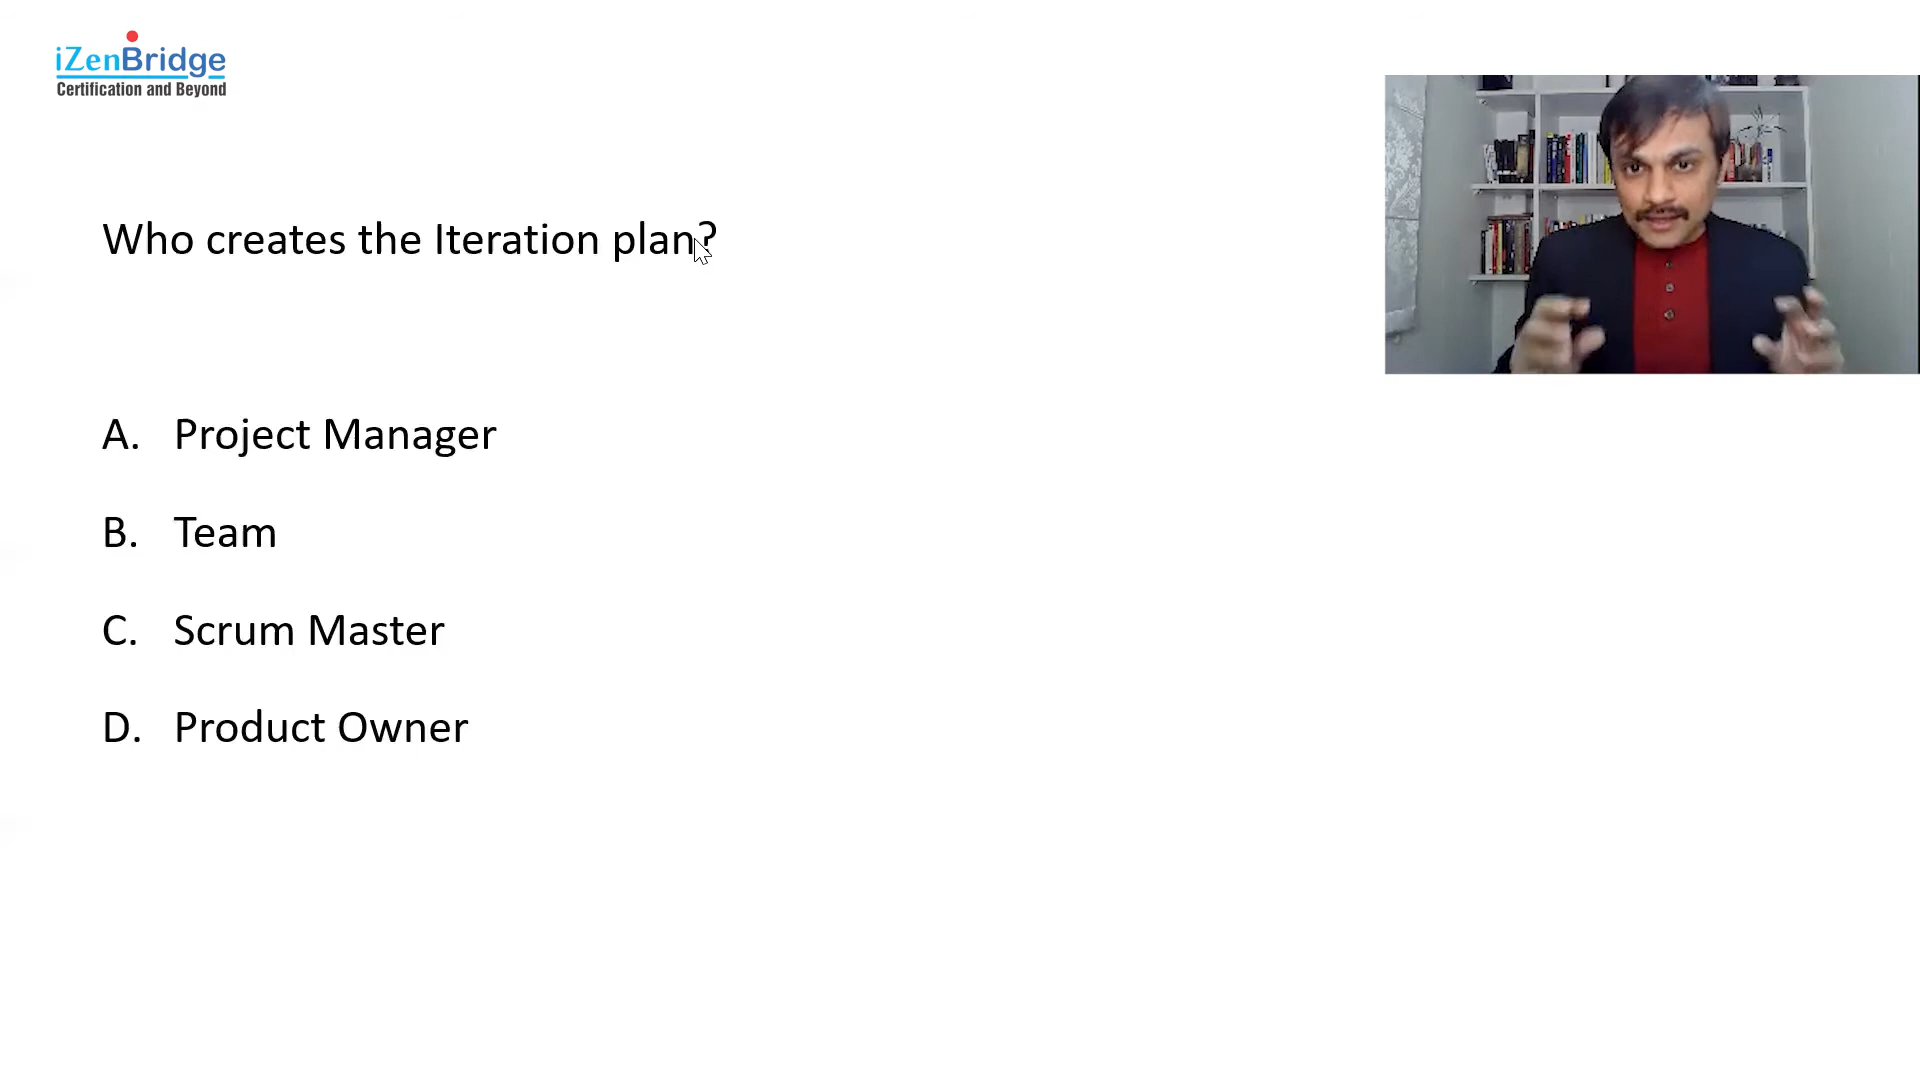 iZenBridge
Certification and Beyond
Who creates the Iteration plan?
A. Project Manager
B. Team
C. Scrum Master
D. Product Owner